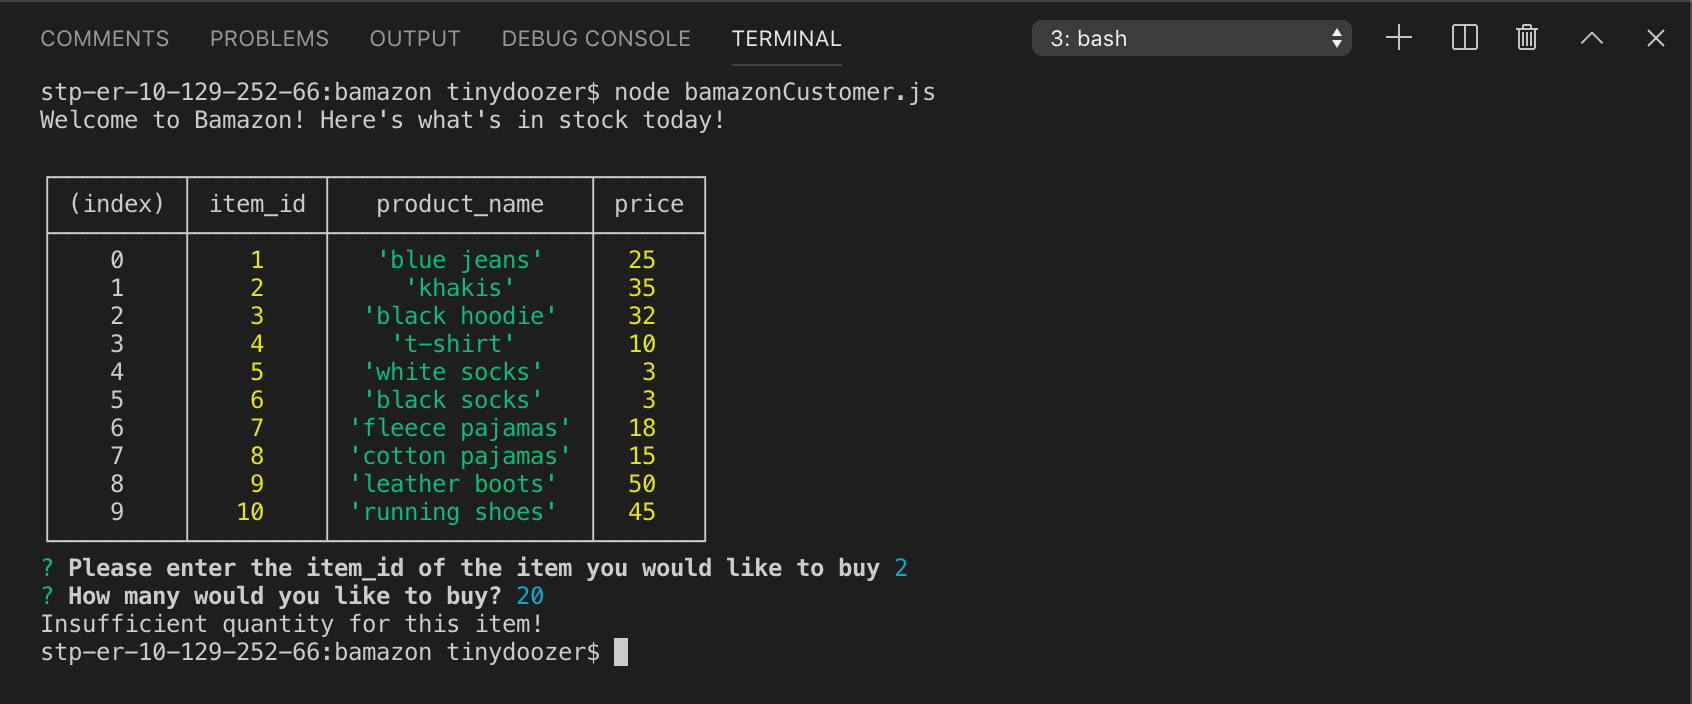 COMMENTS PROBLEMS OUTPUT DEBUG CONSOLE TERMINAL 3: bash
stp-er-10-129-252-66:bamazon tinydoozer$ node bamazonCustomer.js
Welcome to Bamazon! Here's what's in stock today!
(index) item_id product_name price
0 1 'blue jeans' 25
1 2 'khakis' 35
2 3 'black hoodie' 32
3 4 't-shirt' 10
4 5 'white socks' 3
5 6 'black socks' 3
6 7 'fleece pajamas' 18
7 8 'cotton pajamas' 15
8 9 'leather boots' 50
9 10 'running shoes' 45
? Please enter the item_id of the item you would like to buy 2
? How many would you like to buy? 20
Insufficient quantity for this item!
stp-er-10-129-252-66:bamazon tinydoozer$